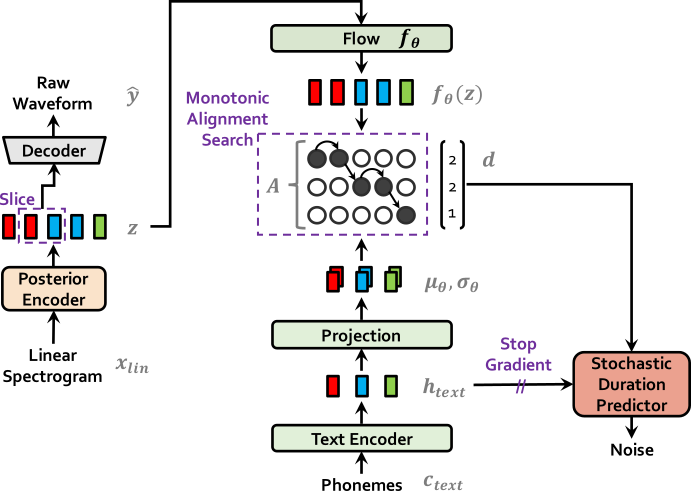 Flow f_θ
Raw
Waveform ŷ
Monotonic
Alignment
Search
f_θ(z)
Decoder
A
2
2
1
d
Slice
z
Posterior
Encoder
μ_θ, σ_θ
Projection
Linear
Spectrogram x_lin
Stop
Gradient
//
h_text
Stochastic
Duration
Predictor
Text Encoder
Noise
Phonemes c_text